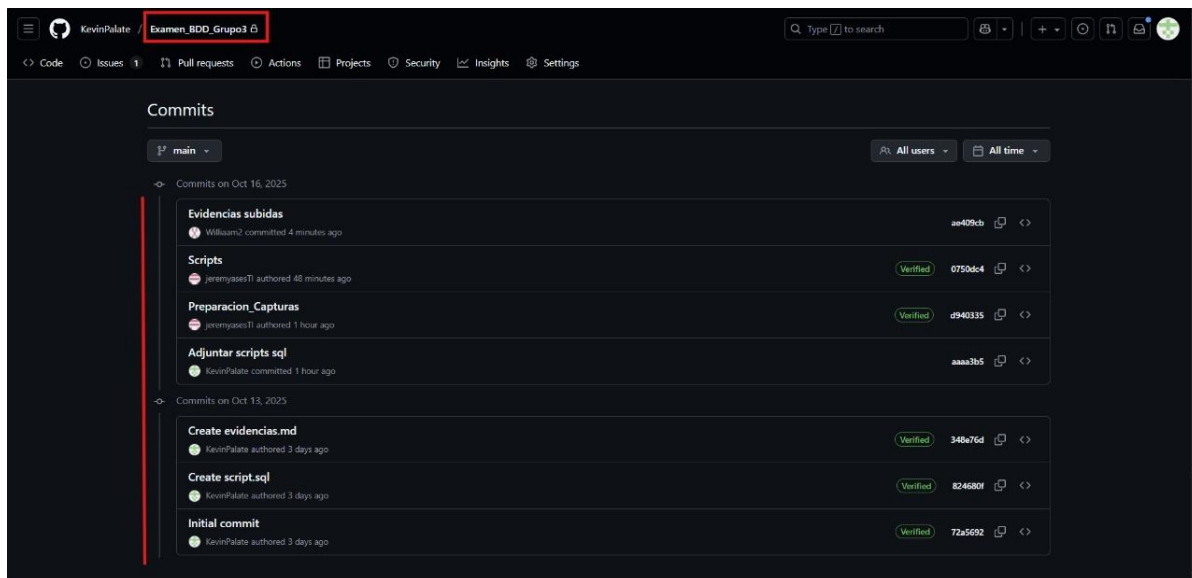 KevinPalate / Examen_BDD_Grupo3
Type / to search
Code Issues 1 Pull requests Actions Projects Security Insights Settings
Commits
main
All users All time
Commits on Oct 16, 2025
Evidencias subidas
Williaam2 committed 4 minutes ago
ae409cb
Scripts
jeremyasesTI authored 48 minutes ago
Verified 0750dc4
Preparacion_Capturas
jeremyasesTI authored 1 hour ago
Verified d940335
Adjuntar scripts sql
KevinPalate committed 1 hour ago
aaaa3b5
Commits on Oct 13, 2025
Create evidencias.md
KevinPalate authored 3 days ago
Verified 348e76d
Create script.sql
KevinPalate authored 3 days ago
Verified 824680f
Initial commit
KevinPalate authored 3 days ago
Verified 72a5692